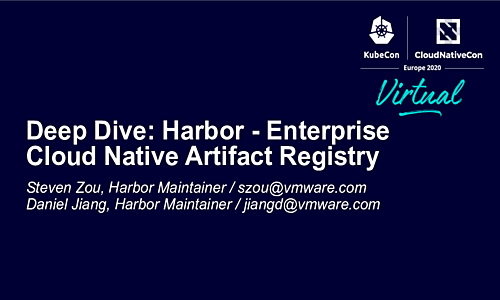 KubeCon
CloudNativeCon
Europe 2020
Virtual
Deep Dive: Harbor - Enterprise
Cloud Native Artifact Registry
Steven Zou, Harbor Maintainer / szou@vmware.com
Daniel Jiang, Harbor Maintainer / jiangd@vmware.com